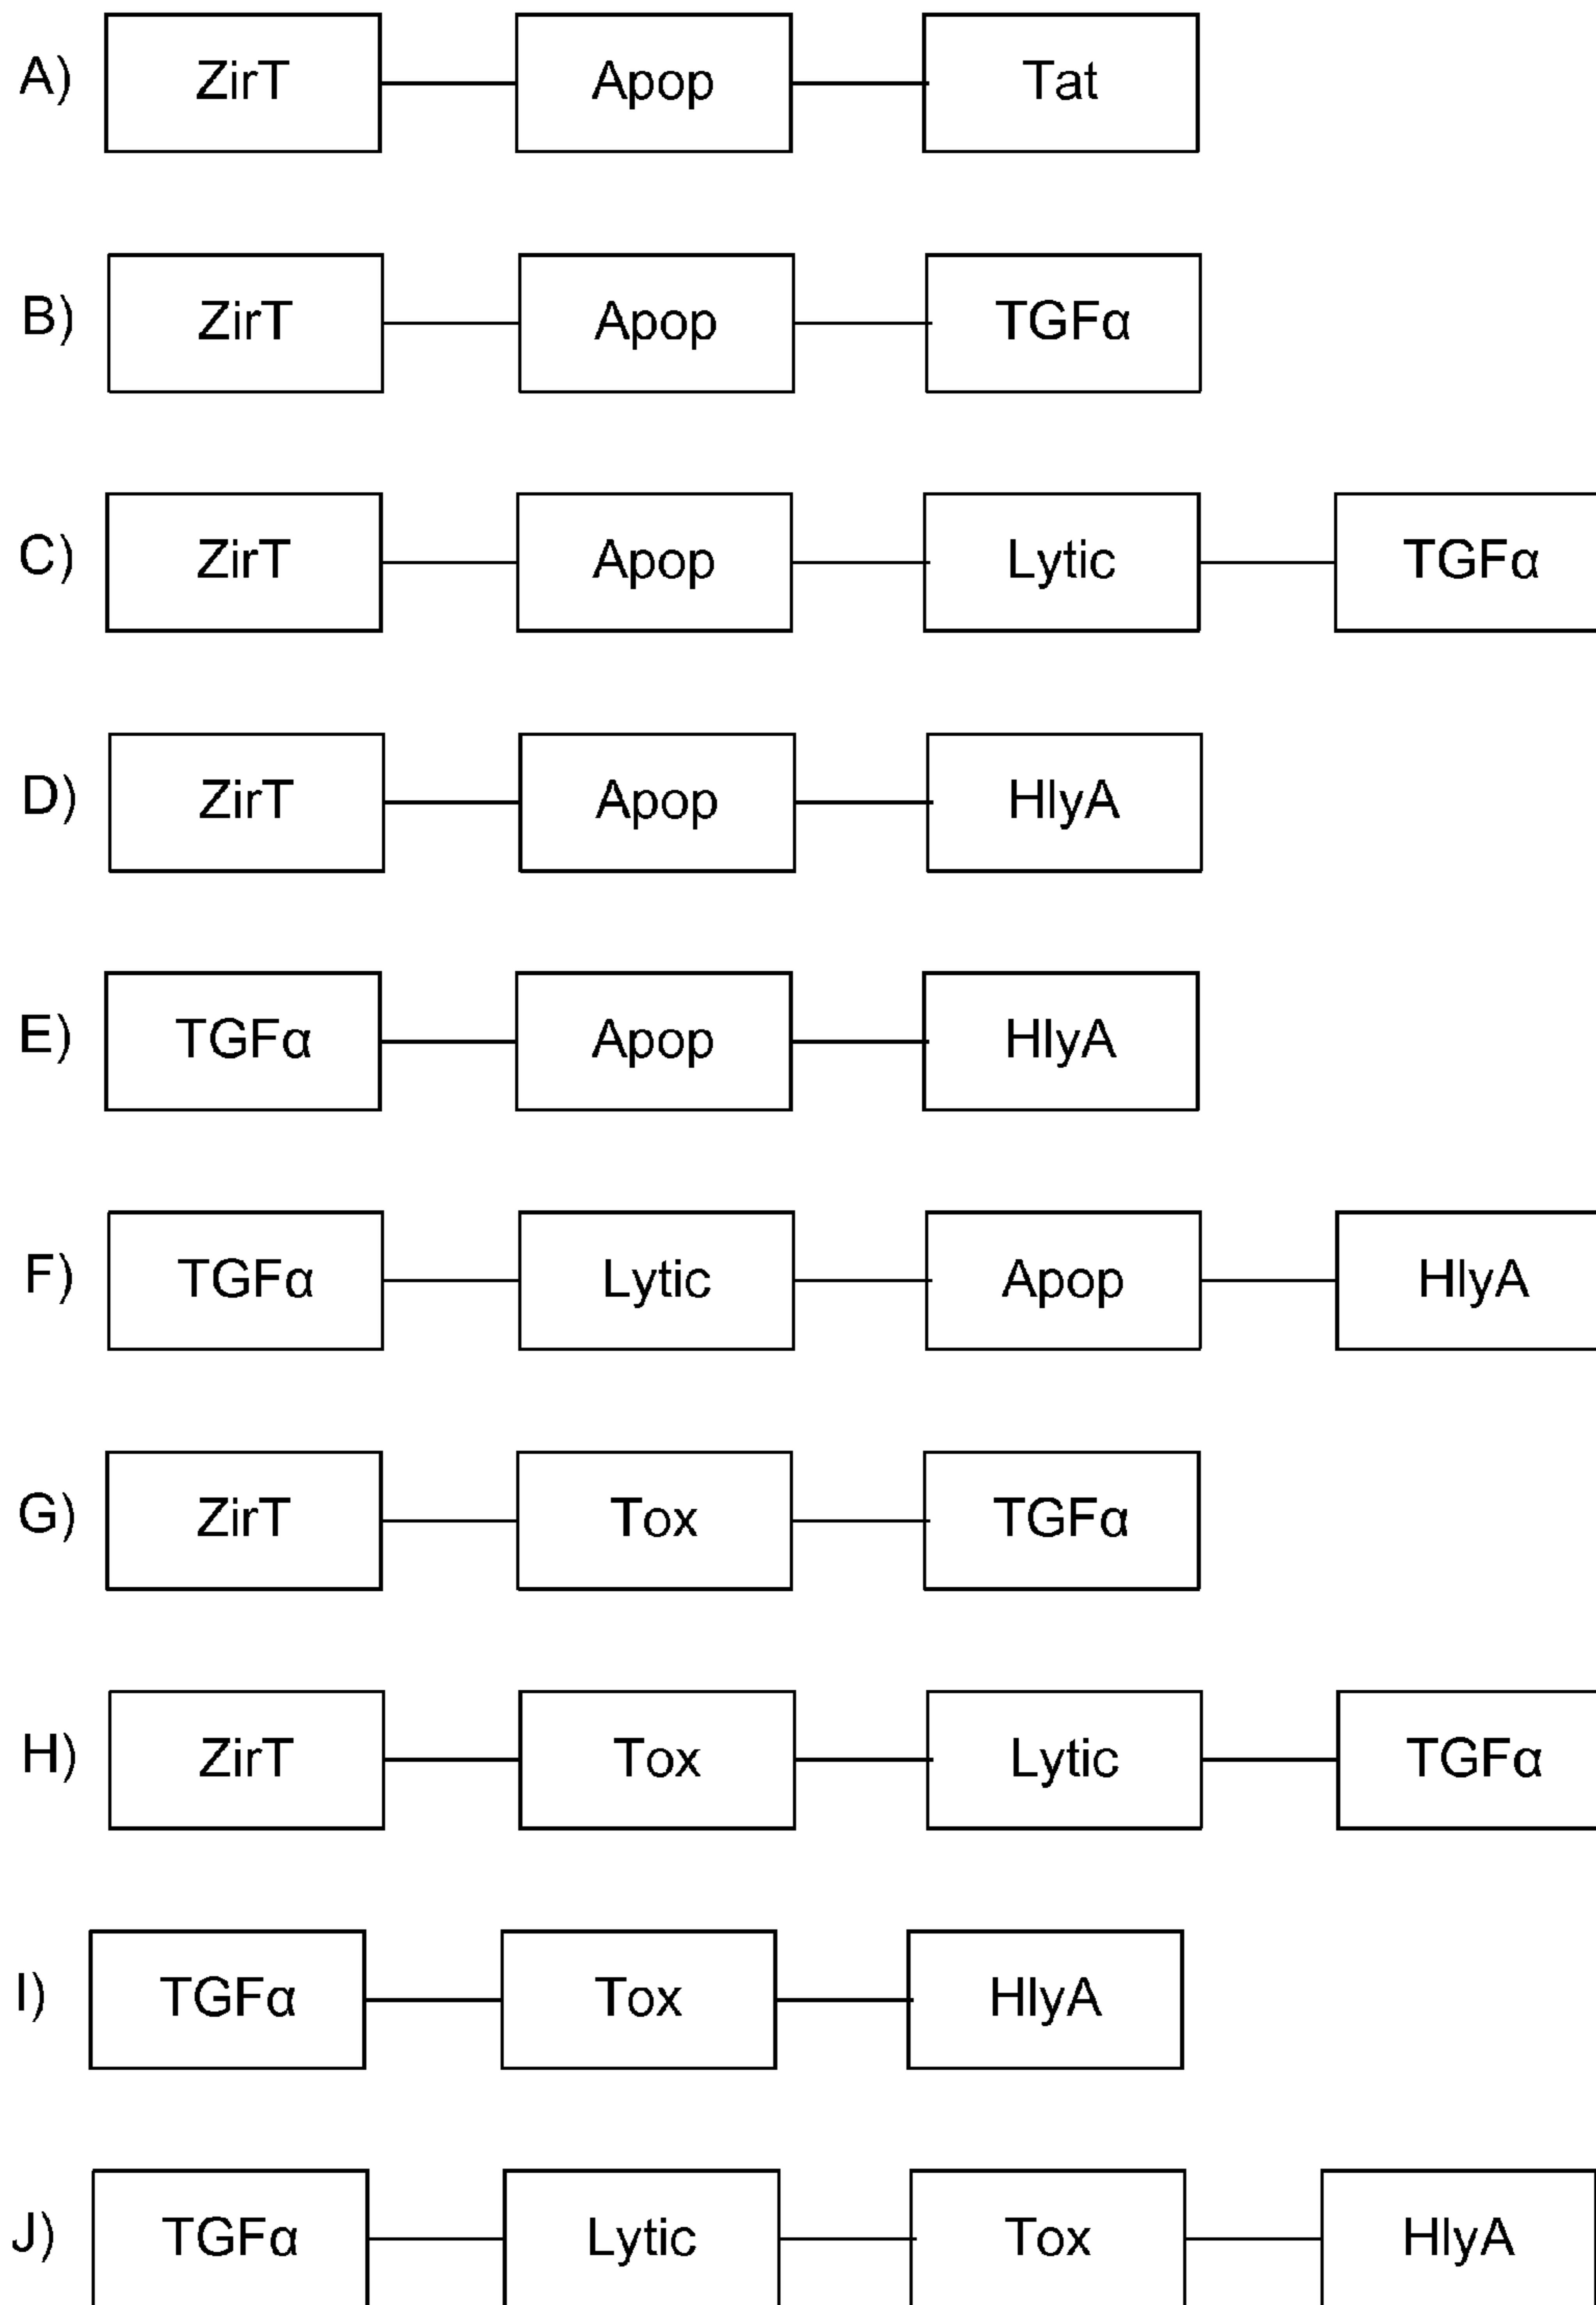 A) ZirT Apop Tat
B) ZirT Apop TGFα
C) ZirT Apop Lytic TGFα
D) ZirT Apop HlyA
E) TGFα Apop HlyA
F) TGFα Lytic Apop HlyA
G) ZirT Tox TGFα
H) ZirT Tox Lytic TGFα
I) TGFα Tox HlyA
J) TGFα Lytic Tox HlyA